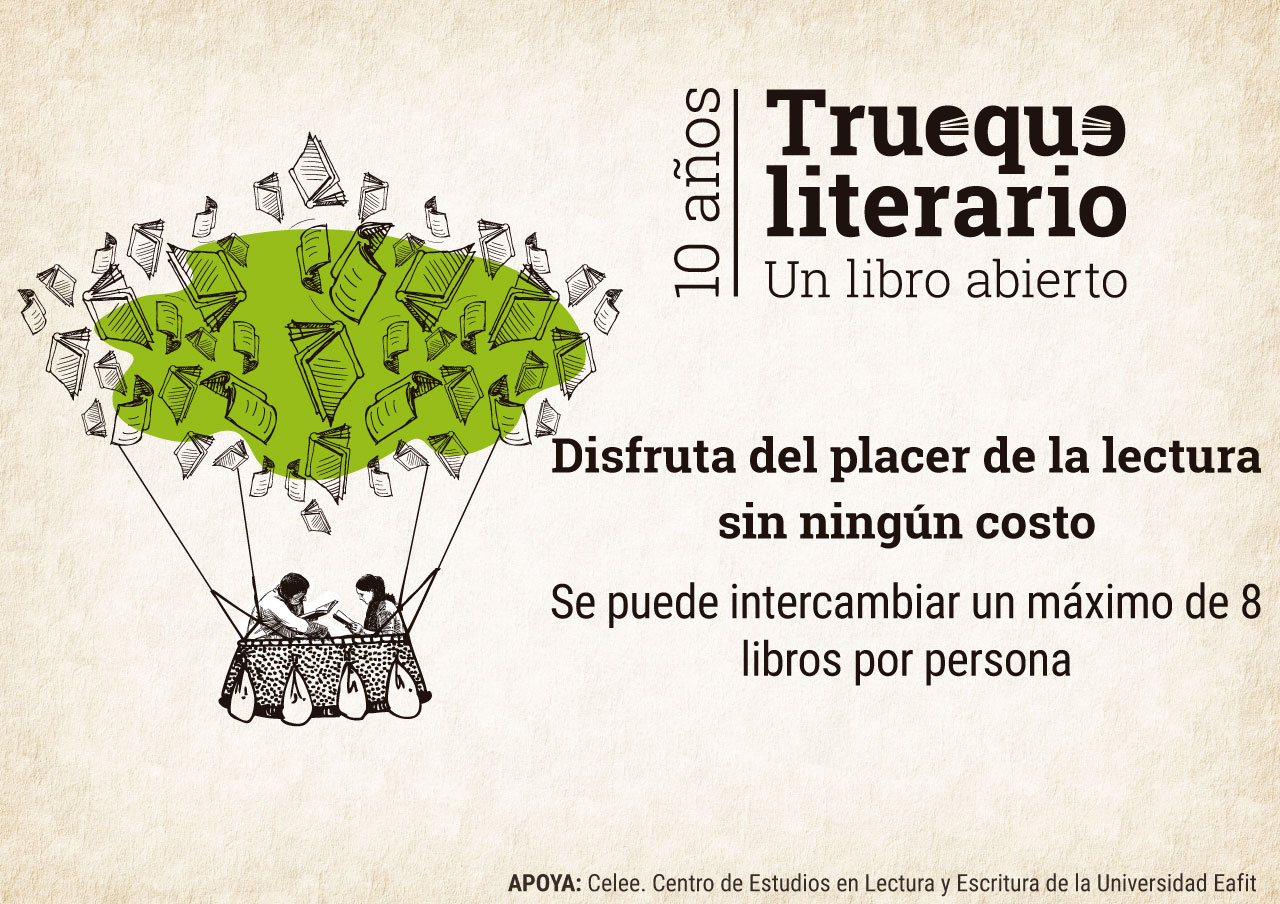 10 años
Trueque
literario
Un libro abierto
Disfruta del placer de la lectura
sin ningún costo
Se puede intercambiar un máximo de 8
libros por persona
APOYA: Celee. Centro de Estudios en Lectura y Escritura de la Universidad Eafit